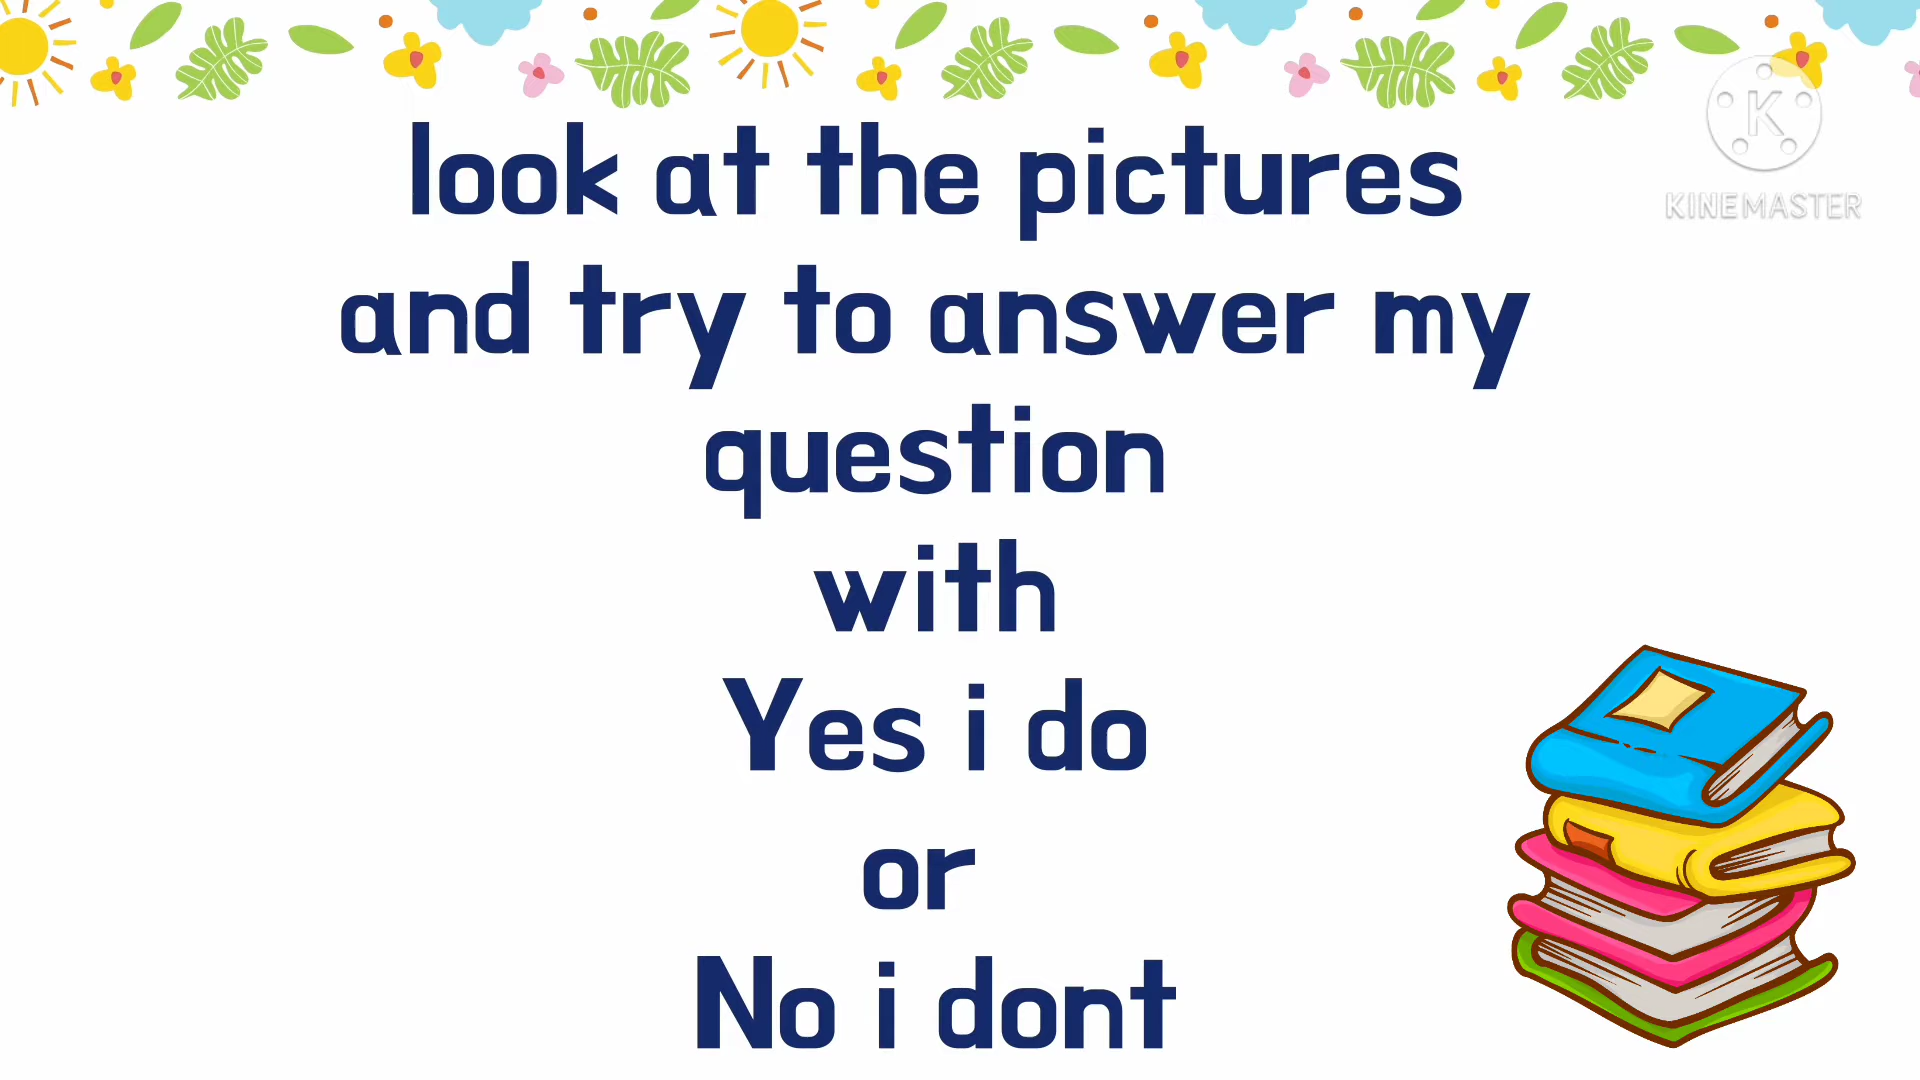 look at the pictures
and try to answer my
question
with
Yes i do
or
No i dont
K
KINEMASTER